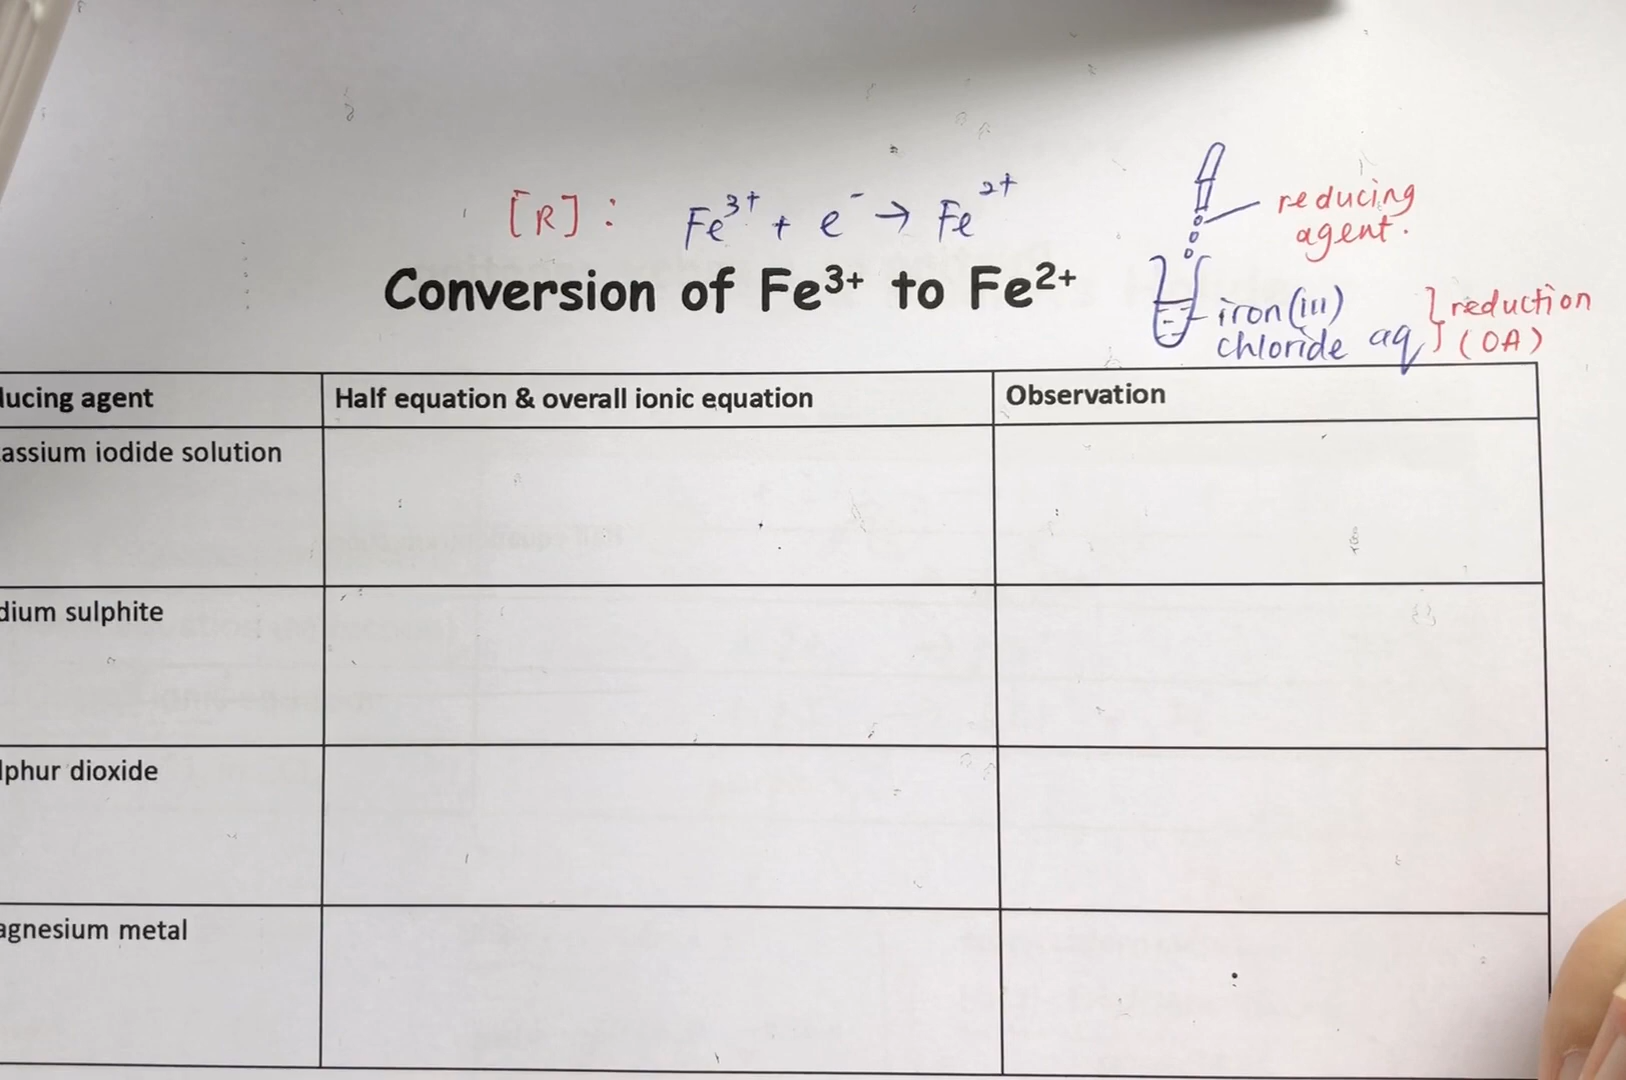 [R] : Fe³⁺ + e⁻ → Fe²⁺
reducing
agent.
Conversion of Fe³⁺ to Fe²⁺
iron(iii)
chloride aq
reduction
(OA)
ducing agent
Half equation & overall ionic equation
Observation
assium iodide solution
dium sulphite
lphur dioxide
agnesium metal